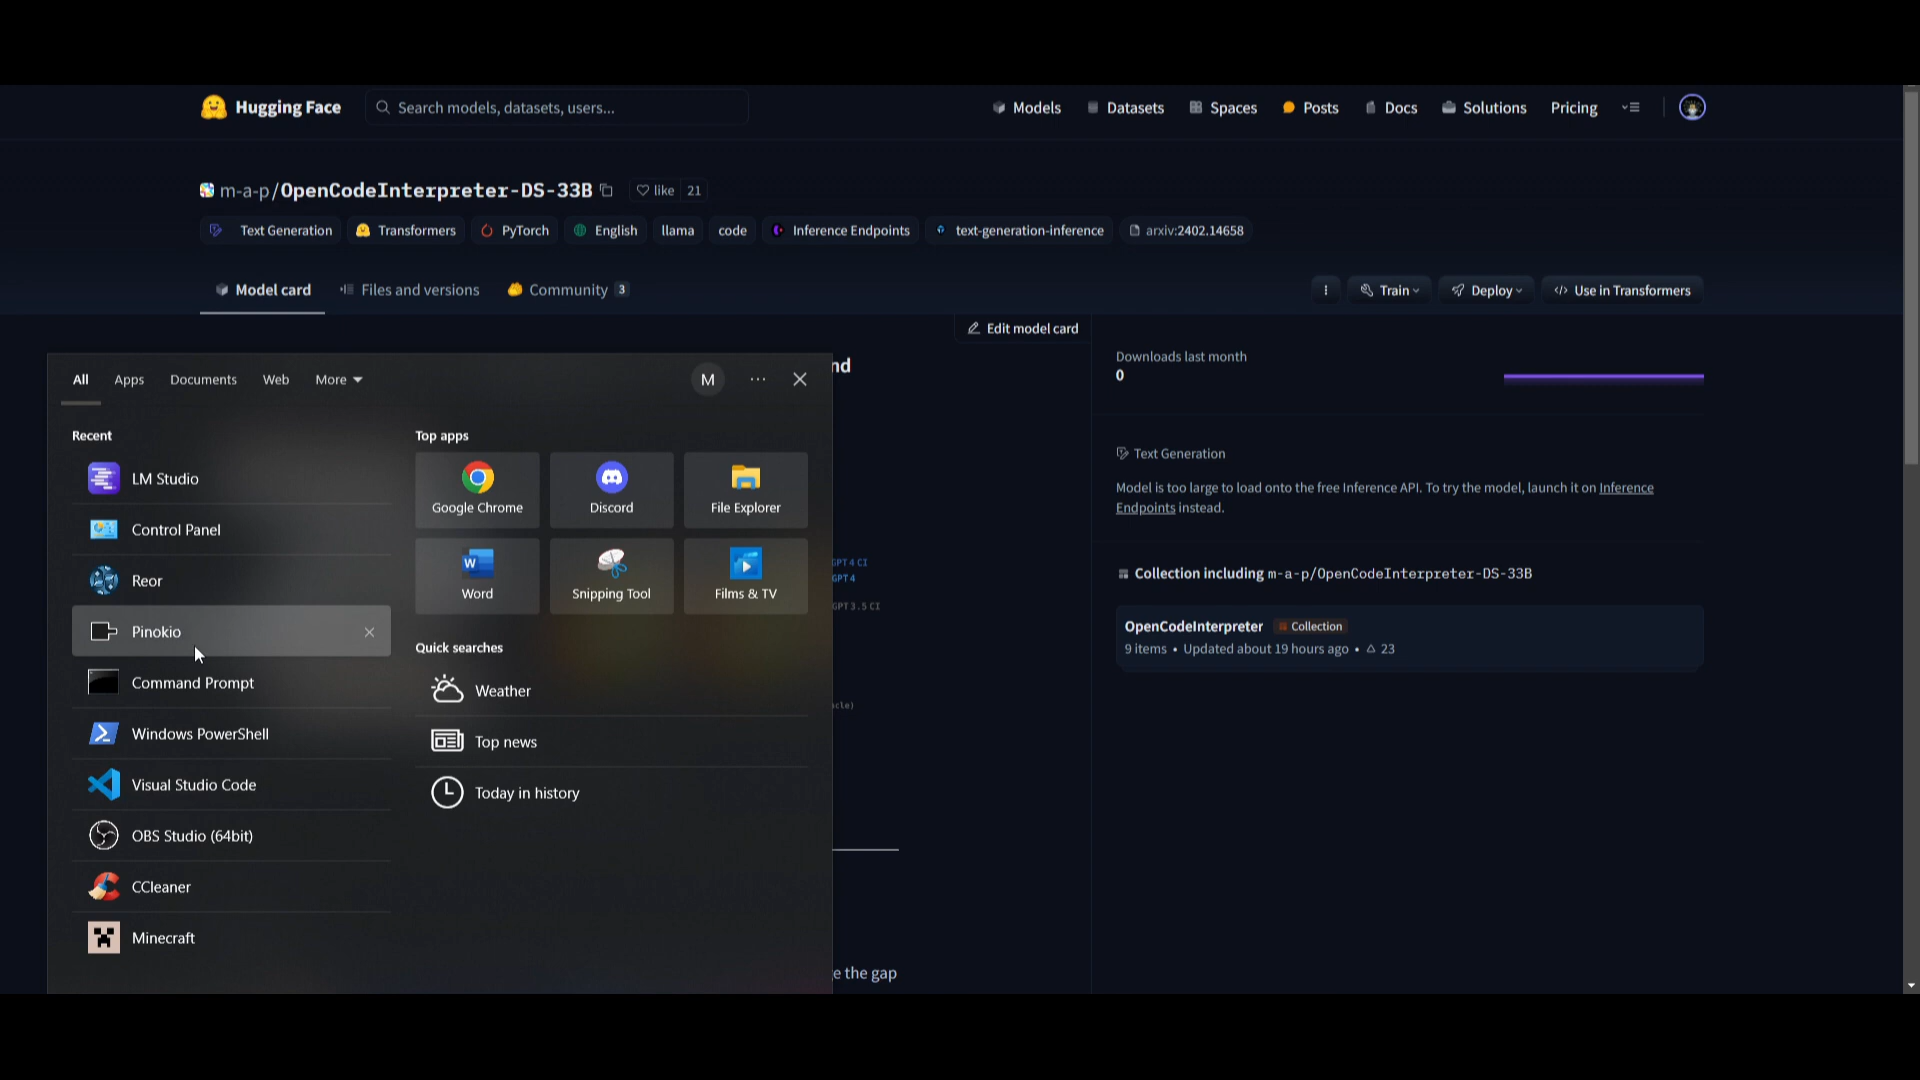 Hugging Face
Search models, datasets, users...
Models
Datasets
Spaces
Posts
Docs
Solutions
Pricing
m-a-p/OpenCodeInterpreter-DS-33B
like 21
Text Generation
Transformers
PyTorch
English
llama
code
Inference Endpoints
text-generation-inference
arxiv:2402.14658
Model card
Files and versions
Community 3
Train
Deploy
Use in Transformers
Edit model card
nd
All
Apps
Documents
Web
More
M
Recent
LM Studio
Control Panel
Reor
Pinokio
Command Prompt
Windows PowerShell
Visual Studio Code
OBS Studio (64bit)
CCleaner
Minecraft
Top apps
Google Chrome
Discord
File Explorer
Word
Snipping Tool
Films & TV
Quick searches
Weather
Top news
Today in history
GPT4 CI
GPT4
GPT3.5 CI
cle)
e the gap
Downloads last month
0
Text Generation
Model is too large to load onto the free Inference API. To try the model, launch it on Inference
Endpoints instead.
Collection including m-a-p/OpenCodeInterpreter-DS-33B
OpenCodeInterpreter Collection
9 items • Updated about 19 hours ago • 23